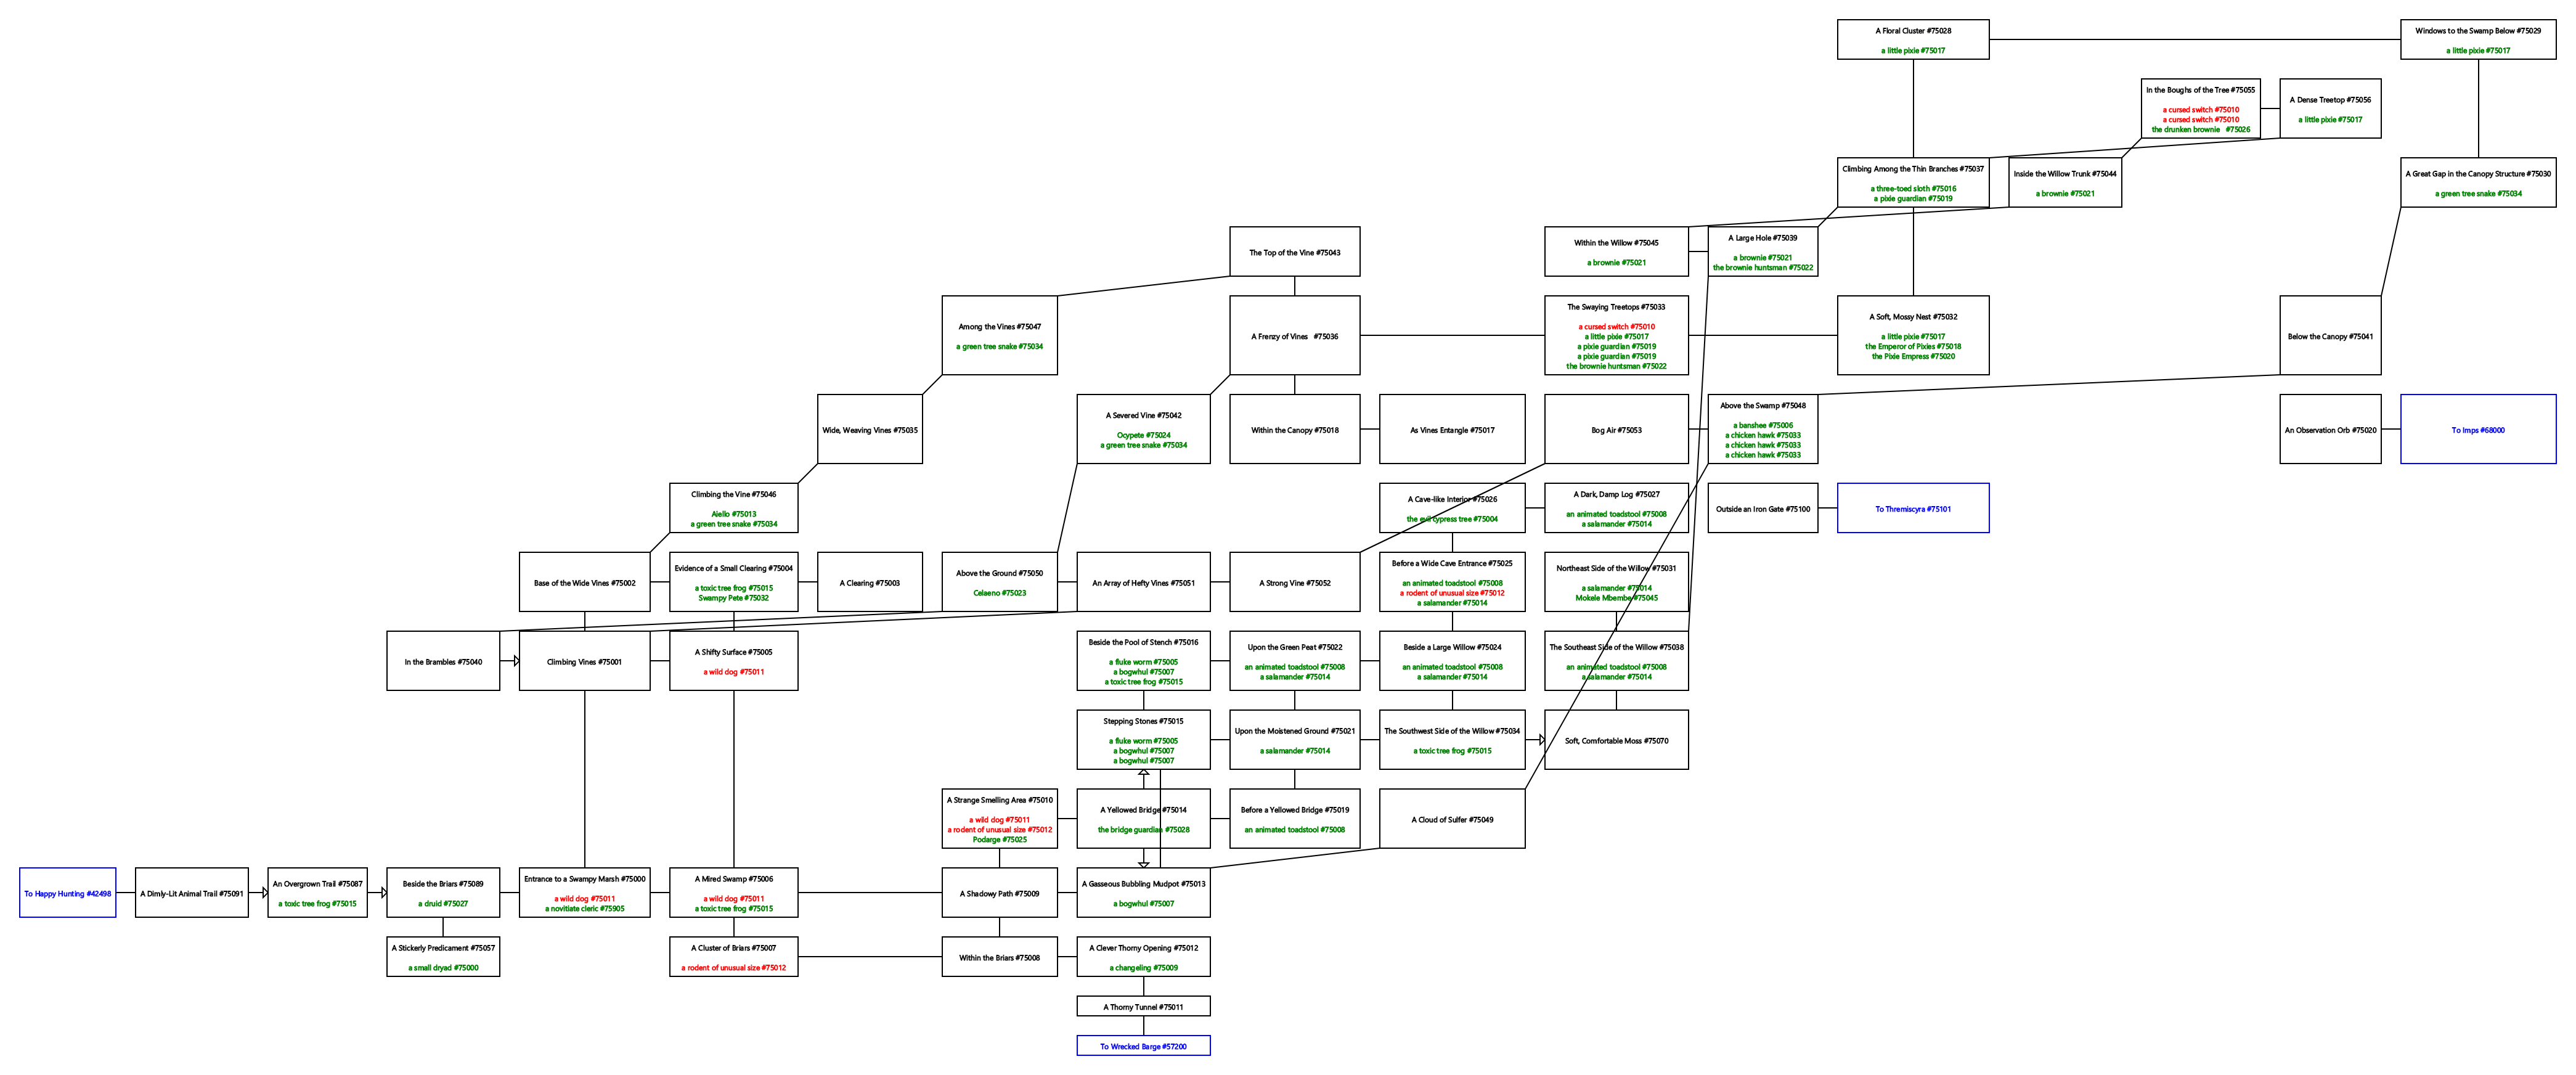 A Floral Cluster #75028
a little pixie #75017
Windows to the Swamp Below #75029
a little pixie #75017
In the Boughs of the Tree #75055
a cursed switch #75010
a cursed switch #75010
the drunken brownie #75026
A Dense Treetop #75056
a little pixie #75017
Climbing Among the Thin Branches #75037
a three-toed sloth #75016
a pixie guardian #75019
Inside the Willow Trunk #75044
a brownie #75021
A Great Gap in the Canopy Structure #75030
a green tree snake #75034
The Top of the Vine #75043
Within the Willow #75045
a brownie #75021
A Large Hole #75039
a brownie #75021
the brownie huntsman #75022
Among the Vines #75047
a green tree snake #75034
A Frenzy of Vines #75036
The Swaying Treetops #75033
a cursed switch #75010
a little pixie #75017
a pixie guardian #75019
a pixie guardian #75019
the brownie huntsman #75022
A Soft, Mossy Nest #75032
a little pixie #75017
the Emperor of Pixies #75018
the Pixie Empress #75020
Below the Canopy #75041
Wide, Weaving Vines #75035
A Severed Vine #75042
Ocypete #75024
a green tree snake #75034
Within the Canopy #75018
As Vines Entangle #75017
Bog Air #75053
Above the Swamp #75048
a banshee #75006
a chicken hawk #75033
a chicken hawk #75033
a chicken hawk #75033
An Observation Orb #75020
To Imps #68000
Climbing the Vine #75046
Aiello #75013
a green tree snake #75034
A Cave-like Interior #75026
the evil cypress tree #75004
A Dark, Damp Log #75027
an animated toadstool #75008
a salamander #75014
Outside an Iron Gate #75100
To Thremiscyra #75101
Base of the Wide Vines #75002
Evidence of a Small Clearing #75004
a toxic tree frog #75015
Swampy Pete #75032
A Clearing #75003
Above the Ground #75050
Celaeno #75023
An Array of Hefty Vines #75051
A Strong Vine #75052
Before a Wide Cave Entrance #75025
an animated toadstool #75008
a rodent of unusual size #75012
a salamander #75014
Northeast Side of the Willow #75031
a salamander #75014
Mokele Mbembe #75045
In the Brambles #75040
Climbing Vines #75001
A Shifty Surface #75005
a wild dog #75011
Beside the Pool of Stench #75016
a fluke worm #75005
a bogwhul #75007
a toxic tree frog #75015
Upon the Green Peat #75022
an animated toadstool #75008
a salamander #75014
Beside a Large Willow #75024
an animated toadstool #75008
a salamander #75014
The Southeast Side of the Willow #75038
an animated toadstool #75008
a salamander #75014
Stepping Stones #75015
a fluke worm #75005
a bogwhul #75007
a bogwhul #75007
Upon the Moistened Ground #75021
a salamander #75014
The Southwest Side of the Willow #75034
a toxic tree frog #75015
Soft, Comfortable Moss #75070
A Strange Smelling Area #75010
a wild dog #75011
a rodent of unusual size #75012
Podarge #75025
A Yellowed Bridge #75014
the bridge guardian #75028
Before a Yellowed Bridge #75019
an animated toadstool #75008
A Cloud of Sulfer #75049
To Happy Hunting #42498
A Dimly-Lit Animal Trail #75091
An Overgrown Trail #75087
a toxic tree frog #75015
Beside the Briars #75089
a druid #75027
Entrance to a Swampy Marsh #75000
a wild dog #75011
a novitiate cleric #75905
A Mired Swamp #75006
a wild dog #75011
a toxic tree frog #75015
A Shadowy Path #75009
A Gasseous Bubbling Mudpot #75013
a bogwhul #75007
A Stickerly Predicament #75057
a small dryad #75000
A Cluster of Briars #75007
a rodent of unusual size #75012
Within the Briars #75008
A Clever Thorny Opening #75012
a changeling #75009
A Thorny Tunnel #75011
To Wrecked Barge #57200